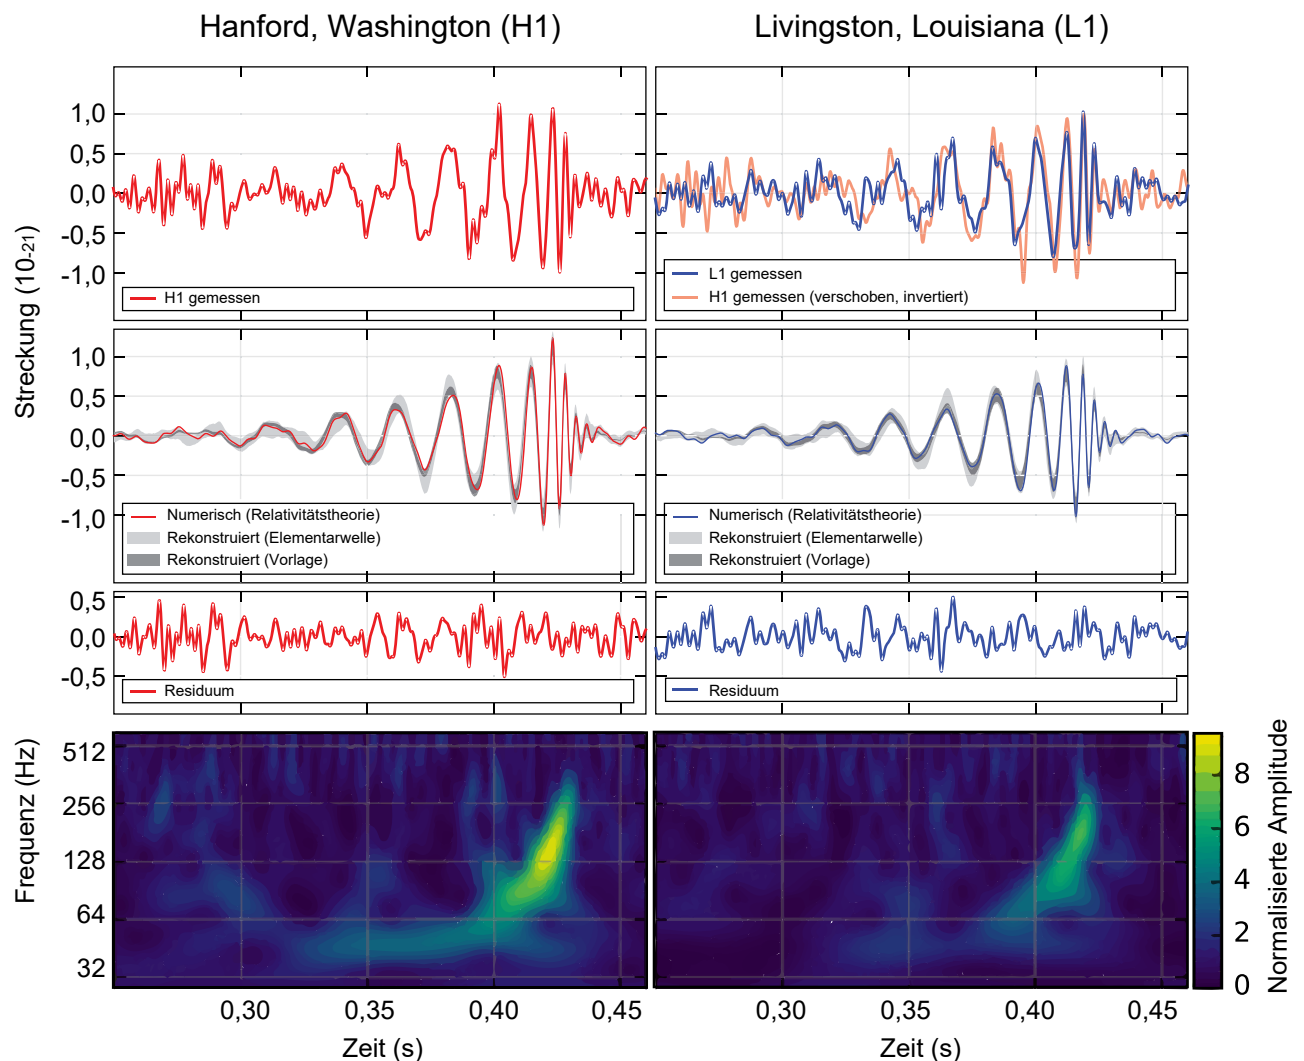 Hanford, Washington (H1)
Livingston, Louisiana (L1)
Streckung (10-21)
1,0
0,5
0,0
-0,5
-1,0
H1 gemessen
L1 gemessen
H1 gemessen (verschoben, invertiert)
1,0
0,5
0,0
-0,5
-1,0
Numerisch (Relativitätstheorie)
Rekonstruiert (Elementarwelle)
Rekonstruiert (Vorlage)
Numerisch (Relativitätstheorie)
Rekonstruiert (Elementarwelle)
Rekonstruiert (Vorlage)
0,5
0,0
-0,5
Residuum
Residuum
Frequenz (Hz)
512
256
128
64
32
8
6
4
2
0
Normalisierte Amplitude
0,30 0,35 0,40 0,45
0,30 0,35 0,40 0,45
Zeit (s)
Zeit (s)